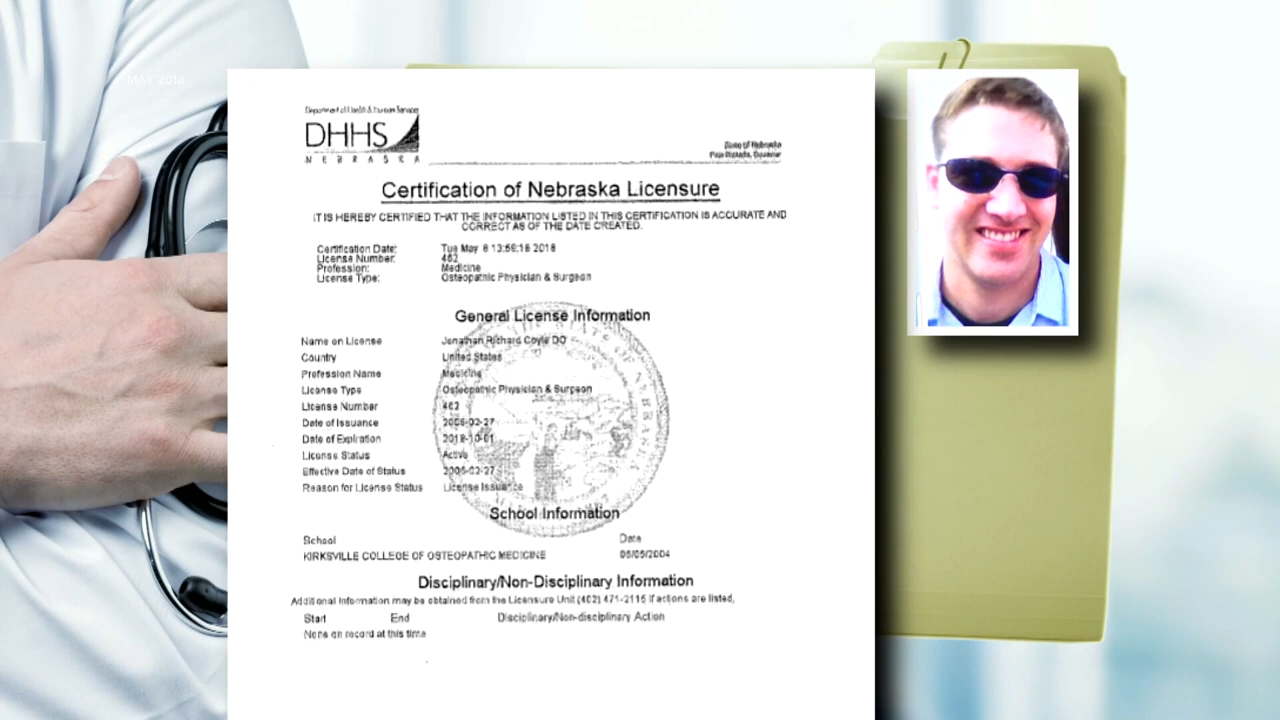 MAY 2018
Department of Health & Human Services
DHHS
NEBRASKA
State of Nebraska
Pete Ricketts, Governor
Certification of Nebraska Licensure
IT IS HEREBY CERTIFIED THAT THE INFORMATION LISTED IN THIS CERTIFICATION IS ACCURATE AND
CORRECT AS OF THE DATE CREATED.
Certification Date: Tue May 8 13:59:16 2018
License Number: 462
Profession: Medicine
License Type: Osteopathic Physician & Surgeon
General License Information
Name on License Jonathan Richard Coyle DO
Country United States
Profession Name Medicine
License Type Osteopathic Physician & Surgeon
License Number 462
Date of Issuance 2006-02-27
Date of Expiration 2018-10-01
License Status Active
Effective Date of Status 2006-02-27
Reason for License Status License Issuance
School Information
School Date
KIRKSVILLE COLLEGE OF OSTEOPATHIC MEDICINE 06/05/2004
Disciplinary/Non-Disciplinary Information
Additional Information may be obtained from the Licensure Unit (402) 471-2115 if actions are listed,
Start End Disciplinary/Non-disciplinary Action
None on record at this time